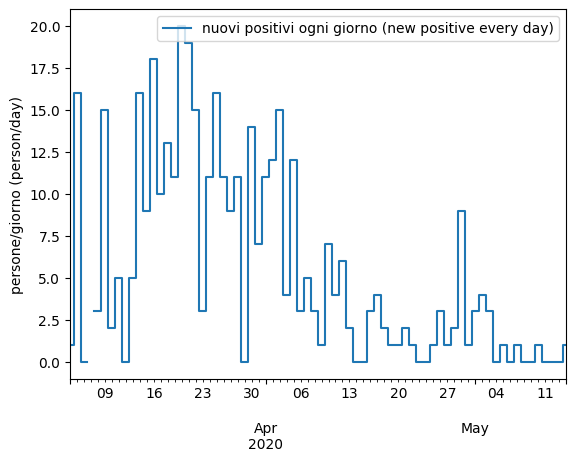 nuovi positivi ogni giorno (new positive every day)
persone/giorno (person/day)
20.0
17.5
15.0
12.5
10.0
7.5
5.0
2.5
0.0
09 16 23 30 06 13 20 27 04 11
Apr May
2020